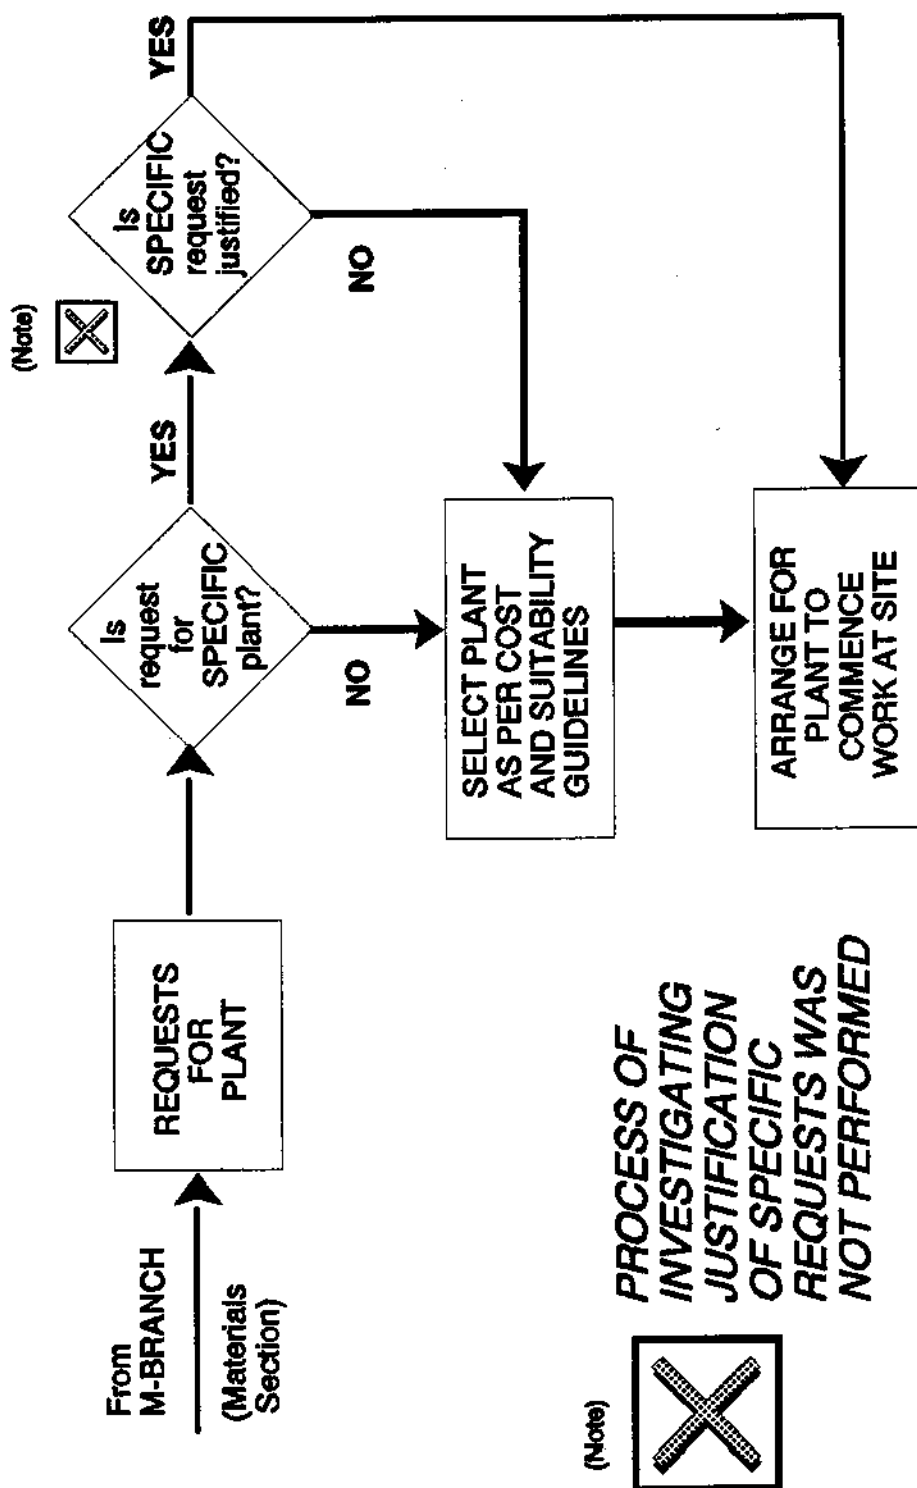 From
M-BRANCH
(Materials
Section)
REQUESTS
FOR
PLANT
Is
request
for
SPECIFIC
plant?
YES
NO
(Note)
Is
SPECIFIC
request
justified?
YES
NO
SELECT PLANT
AS PER COST
AND SUITABILITY
GUIDELINES
ARRANGE FOR
PLANT TO
COMMENCE
WORK AT SITE
(Note)
PROCESS OF
INVESTIGATING
JUSTIFICATION
OF SPECIFIC
REQUESTS WAS
NOT PERFORMED